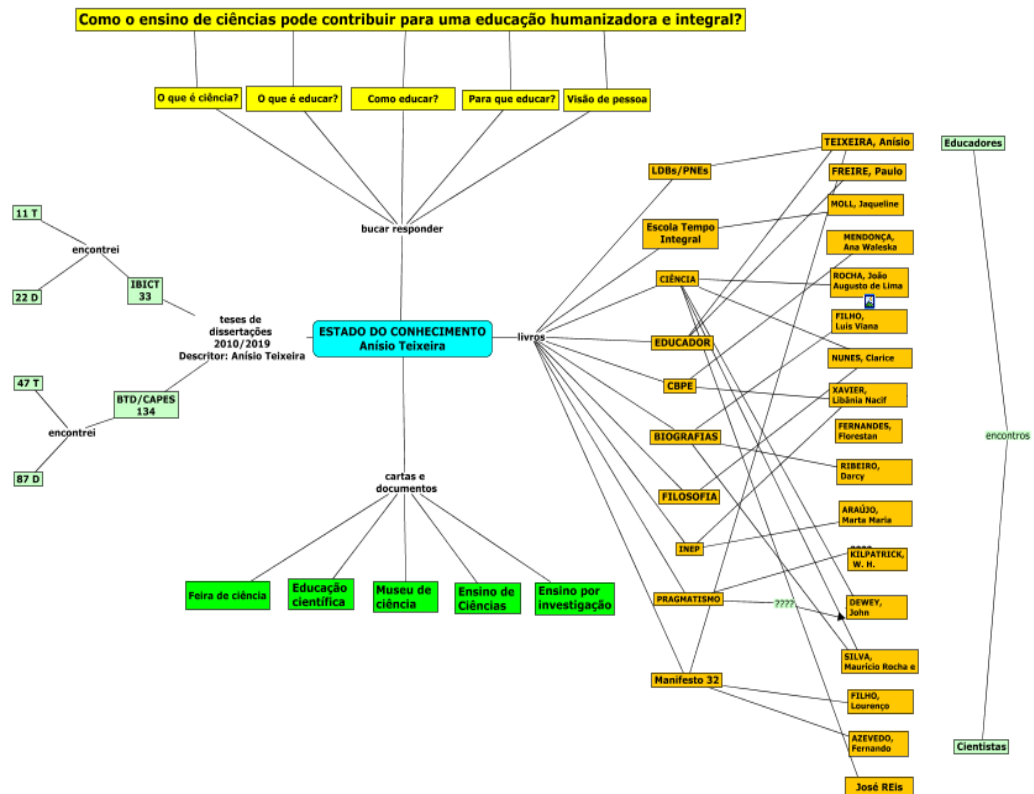 Como o ensino de ciências pode contribuir para uma educação humanizadora e integral?
O que é ciência?
O que é educar?
Como educar?
Para que educar?
Visão de pessoa
bucar responder
11 T
encontrei
22 D
IBICT
33
teses de
dissertações
2010/2019
Descritor: Anísio Teixeira
47 T
BTD/CAPES
134
encontrei
87 D
ESTADO DO CONHECIMENTO
Anísio Teixeira
livros
cartas e
documentos
Feira de ciência
Educação
científica
Museu de
ciência
Ensino de
Ciências
Ensino por
investigação
LDBs/PNEs
Escola Tempo
Integral
CIÊNCIA
EDUCADOR
CBPE
BIOGRAFIAS
FILOSOFIA
INEP
PRAGMATISMO
????
Manifesto 32
TEIXEIRA, Anísio
FREIRE, Paulo
MOLL, Jaqueline
MENDONÇA,
Ana Waleska
ROCHA, João
Augusto de Lima
FILHO,
Luis Viana
NUNES, Clarice
XAVIER,
Libânia Nacif
FERNANDES,
Florestan
RIBEIRO,
Darcy
ARAÚJO,
Marta Maria
KILPATRICK,
W. H.
DEWEY,
John
SILVA,
Maurício Rocha e
FILHO,
Lourenço
AZEVEDO,
Fernando
José REis
Educadores
encontros
Cientistas